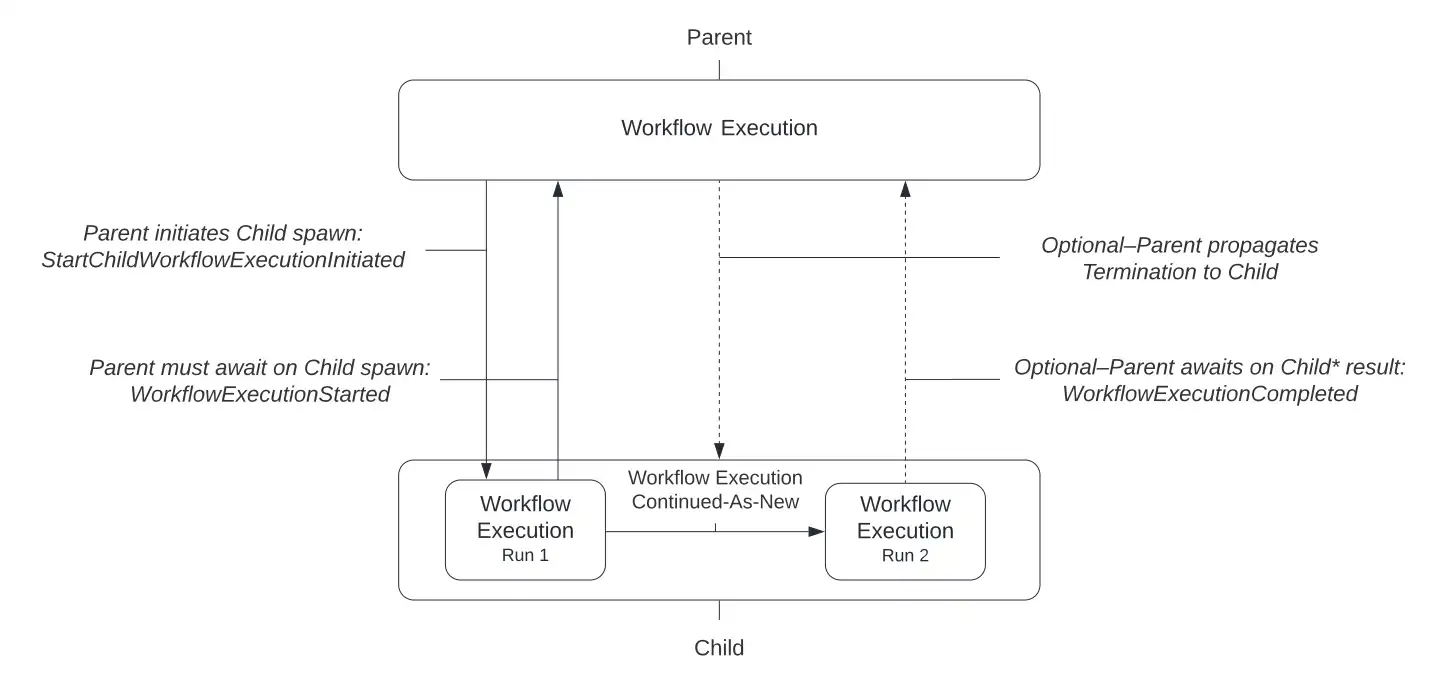 Parent
Workflow Execution
Parent initiates Child spawn:
StartChildWorkflowExecutionInitiated
Optional–Parent propagates
Termination to Child
Parent must await on Child spawn:
WorkflowExecutionStarted
Optional–Parent awaits on Child* result:
WorkflowExecutionCompleted
Workflow Execution
Continued-As-New
Workflow
Execution
Run 1
Workflow
Execution
Run 2
Child